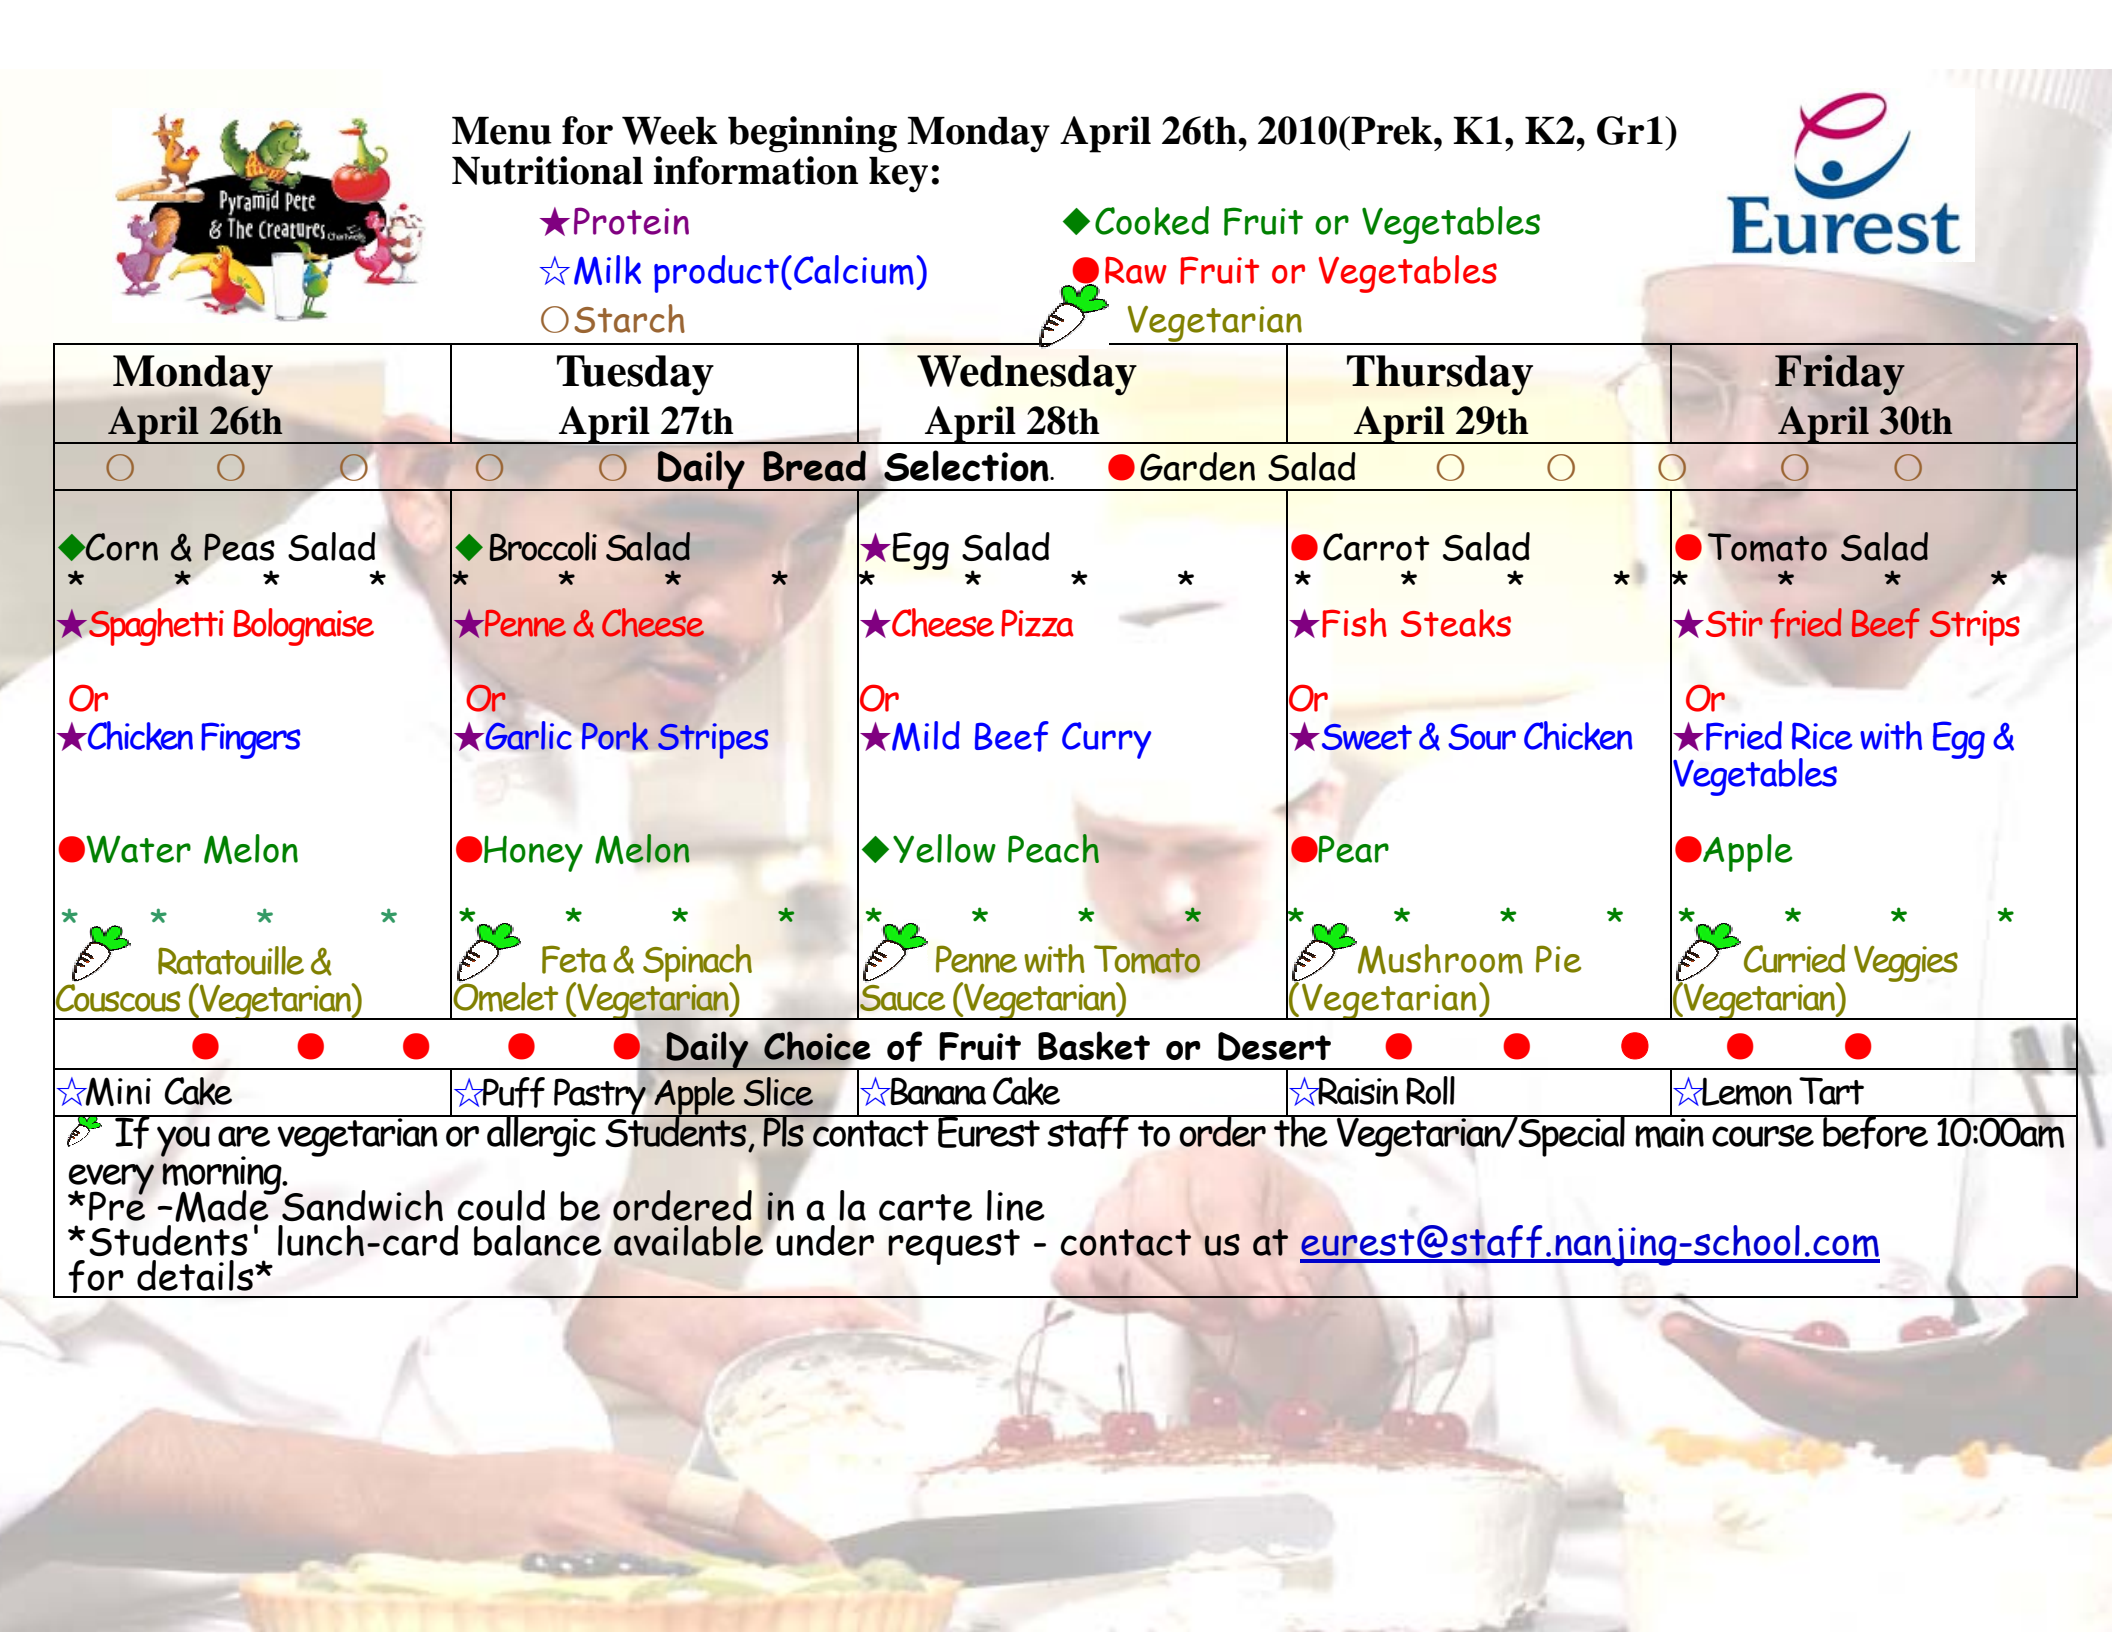 Pyramid Pete
& The Creatures
Menu for Week beginning Monday April 26th, 2010(Prek, K1, K2, Gr1)
Nutritional information key:
★Protein
◆Cooked Fruit or Vegetables
☆Milk product(Calcium)
●Raw Fruit or Vegetables
○Starch
Vegetarian
Eurest
Monday
April 26th
Tuesday
April 27th
Wednesday
April 28th
Thursday
April 29th
Friday
April 30th
○ ○ ○ ○ ○ Daily Bread Selection. ●Garden Salad ○ ○ ○ ○ ○
◆Corn & Peas Salad
* * * *
★Spaghetti Bolognaise
Or
★Chicken Fingers
●Water Melon
* * * *
Ratatouille &
Couscous (Vegetarian)
◆Broccoli Salad
* * * *
★Penne & Cheese
Or
★Garlic Pork Stripes
●Honey Melon
* * * *
Feta & Spinach
Omelet (Vegetarian)
★Egg Salad
* * * *
★Cheese Pizza
Or
★Mild Beef Curry
◆Yellow Peach
* * * *
Penne with Tomato
Sauce (Vegetarian)
●Carrot Salad
* * * *
★Fish Steaks
Or
★Sweet & Sour Chicken
●Pear
* * * *
Mushroom Pie
(Vegetarian)
●Tomato Salad
* * * *
★Stir fried Beef Strips
Or
★Fried Rice with Egg &
Vegetables
●Apple
* * * *
Curried Veggies
(Vegetarian)
● ● ● ● ● Daily Choice of Fruit Basket or Desert ● ● ● ● ●
☆Mini Cake
☆Puff Pastry Apple Slice
☆Banana Cake
☆Raisin Roll
☆Lemon Tart
If you are vegetarian or allergic Students, Pls contact Eurest staff to order the Vegetarian/Special main course before 10:00am
every morning.
*Pre –Made Sandwich could be ordered in a la carte line
*Students' lunch-card balance available under request - contact us at eurest@staff.nanjing-school.com
for details*